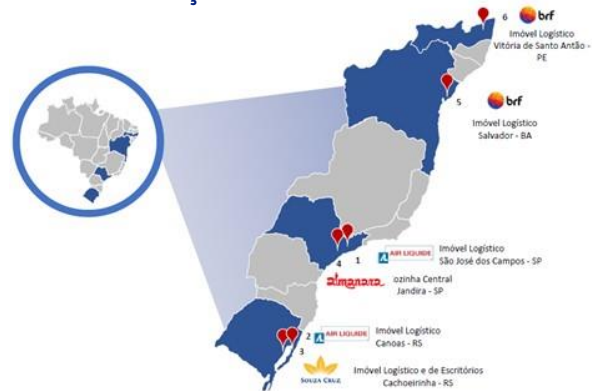 6 brf
Imóvel Logístico
Vitória de Santo Antão -
PE
5 brf
Imóvel Logístico
Salvador - BA
4 1 AIR LIQUIDE
Imóvel Logístico
São José dos Campos - SP
almanara
ozinha Central
Jandira - SP
2 AIR LIQUIDE
3
Imóvel Logístico
Canoas - RS
SOUZA CRUZ
Imóvel Logístico e de Escritórios
Cachoeirinha - RS